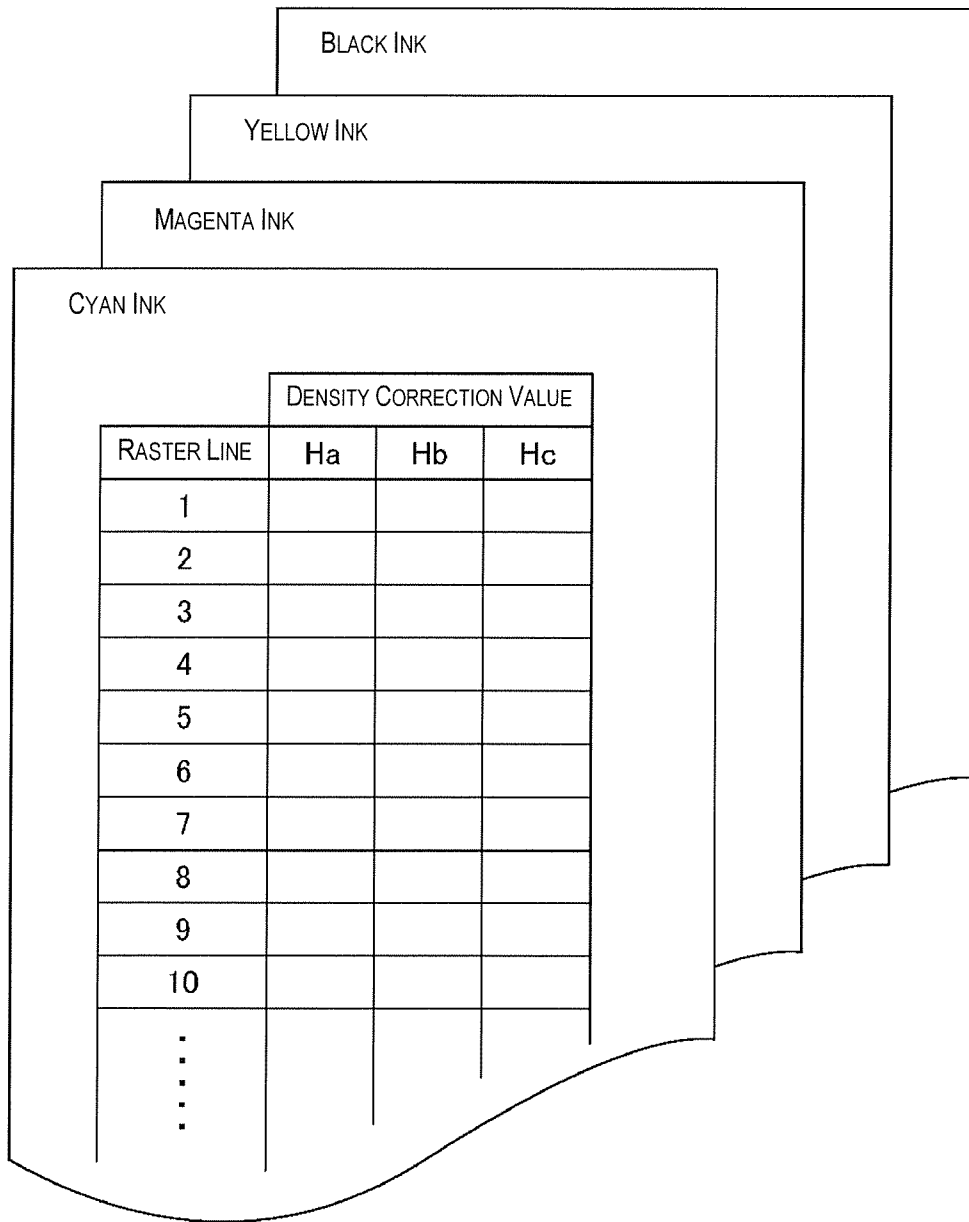 BLACK INK
YELLOW INK
MAGENTA INK
CYAN INK
DENSITY CORRECTION VALUE
RASTER LINE Ha Hb Hc
1
2
3
4
5
6
7
8
9
10